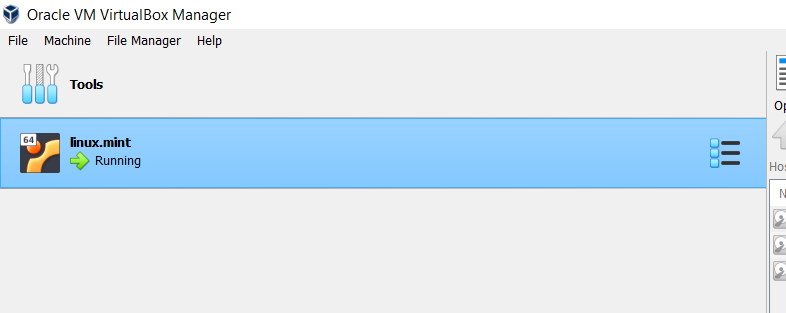 Oracle VM VirtualBox Manager
File Machine File Manager Help
Tools
64
linux.mint
Running
Op
Hos
N